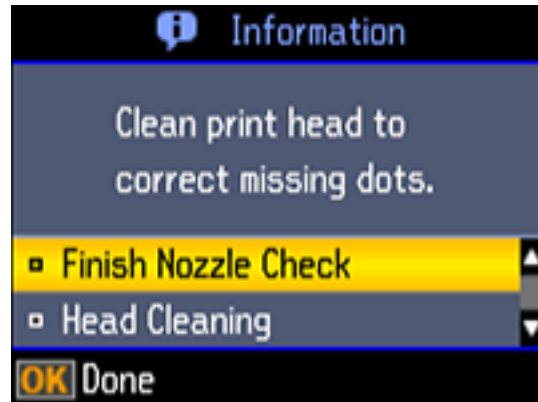 Information
Clean print head to
correct missing dots.
Finish Nozzle Check
Head Cleaning
OK Done